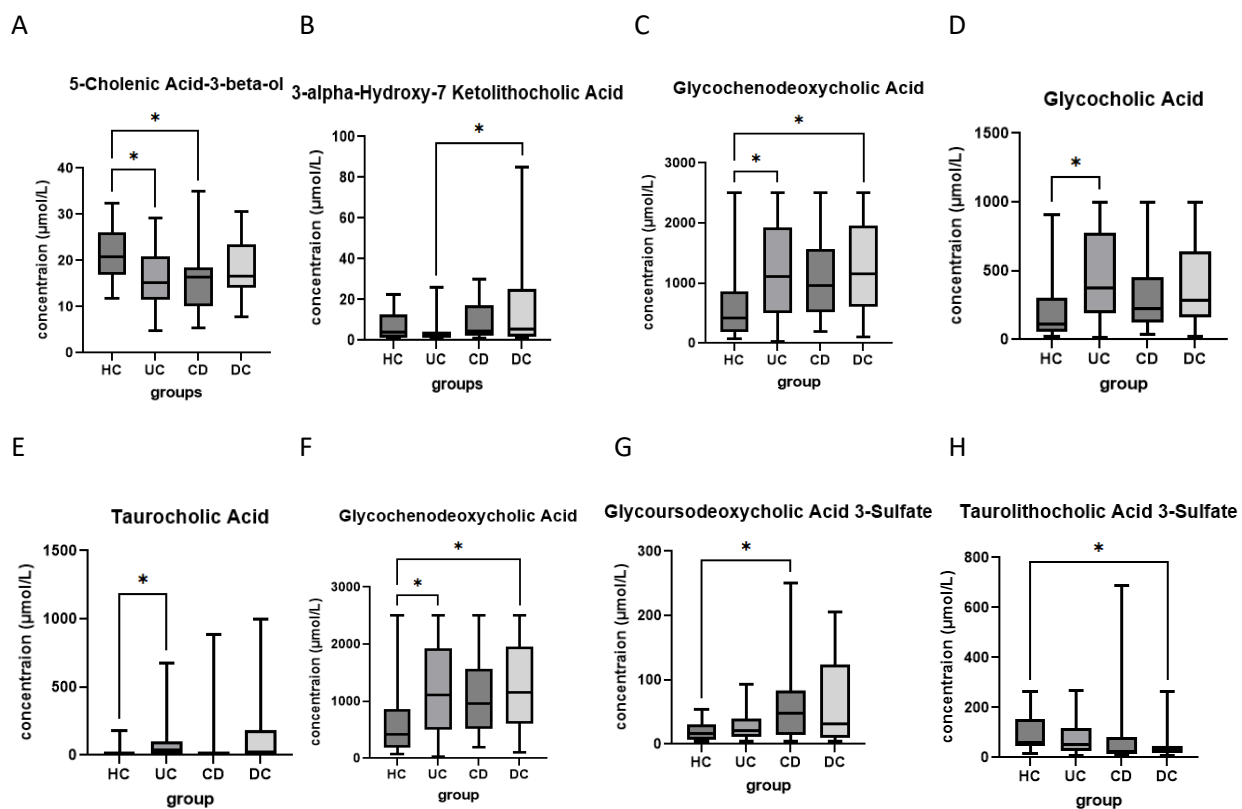 A
B
C
D
5-Cholenic Acid-3-beta-ol
3-alpha-Hydroxy-7 Ketolithocholic Acid
Glycochenodeoxycholic Acid
Glycocholic Acid
*
*
concentraion (µmol/L)
40
30
20
10
0
HC UC CD DC
groups
*
concentraion (µmol/L)
100
80
60
40
20
0
HC UC CD DC
groups
*
*
concentraion (µmol/L)
3000
2000
1000
0
HC UC CD DC
group
*
concentraion (µmol/L)
1500
1000
500
0
HC UC CD DC
group
E
F
G
H
Taurocholic Acid
Glycochenodeoxycholic Acid
Glycoursodeoxycholic Acid 3-Sulfate
Taurolithocholic Acid 3-Sulfate
*
concentraion (µmol/L)
1500
1000
500
0
HC UC CD DC
group
*
*
concentraion (µmol/L)
3000
2000
1000
0
HC UC CD DC
group
*
concentraion (µmol/L)
300
200
100
0
HC UC CD DC
group
*
concentraion (µmol/L)
800
600
400
200
0
HC UC CD DC
group